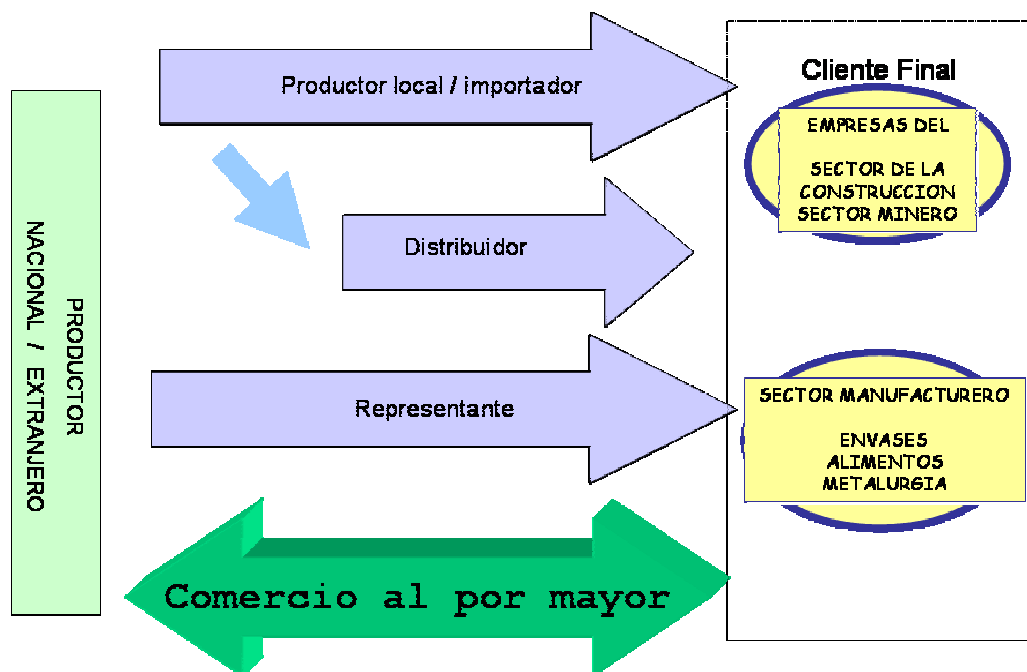 PRODUCTOR
NACIONAL / EXTRANJERO
Productor local / importador
Distribuidor
Representante
Comercio al por mayor
Cliente Final
EMPRESAS DEL
SECTOR DE LA
CONSTRUCCION
SECTOR MINERO
SECTOR MANUFACTURERO
ENVASES
ALIMENTOS
METALURGIA